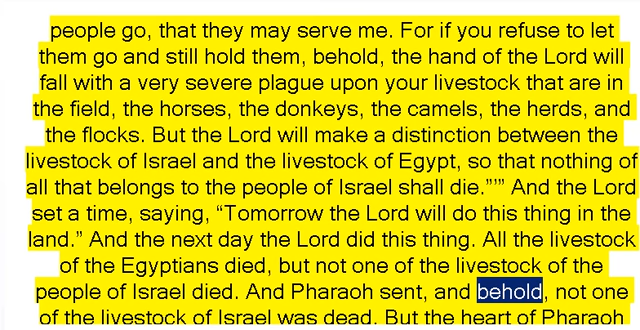 people go, that they may serve me. For if you refuse to let
them go and still hold them, behold, the hand of the Lord will
fall with a very severe plague upon your livestock that are in
the field, the horses, the donkeys, the camels, the herds, and
the flocks. But the Lord will make a distinction between the
livestock of Israel and the livestock of Egypt, so that nothing of
all that belongs to the people of Israel shall die.”’” And the Lord
set a time, saying, “Tomorrow the Lord will do this thing in the
land.” And the next day the Lord did this thing. All the livestock
of the Egyptians died, but not one of the livestock of the
people of Israel died. And Pharaoh sent, and behold, not one
of the livestock of Israel was dead. But the heart of Pharaoh